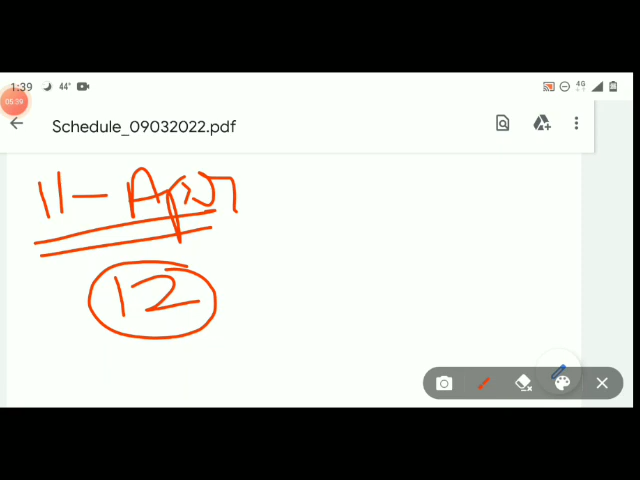 1:39 44° 4G
05:39
Schedule_09032022.pdf
11 - Apr
12